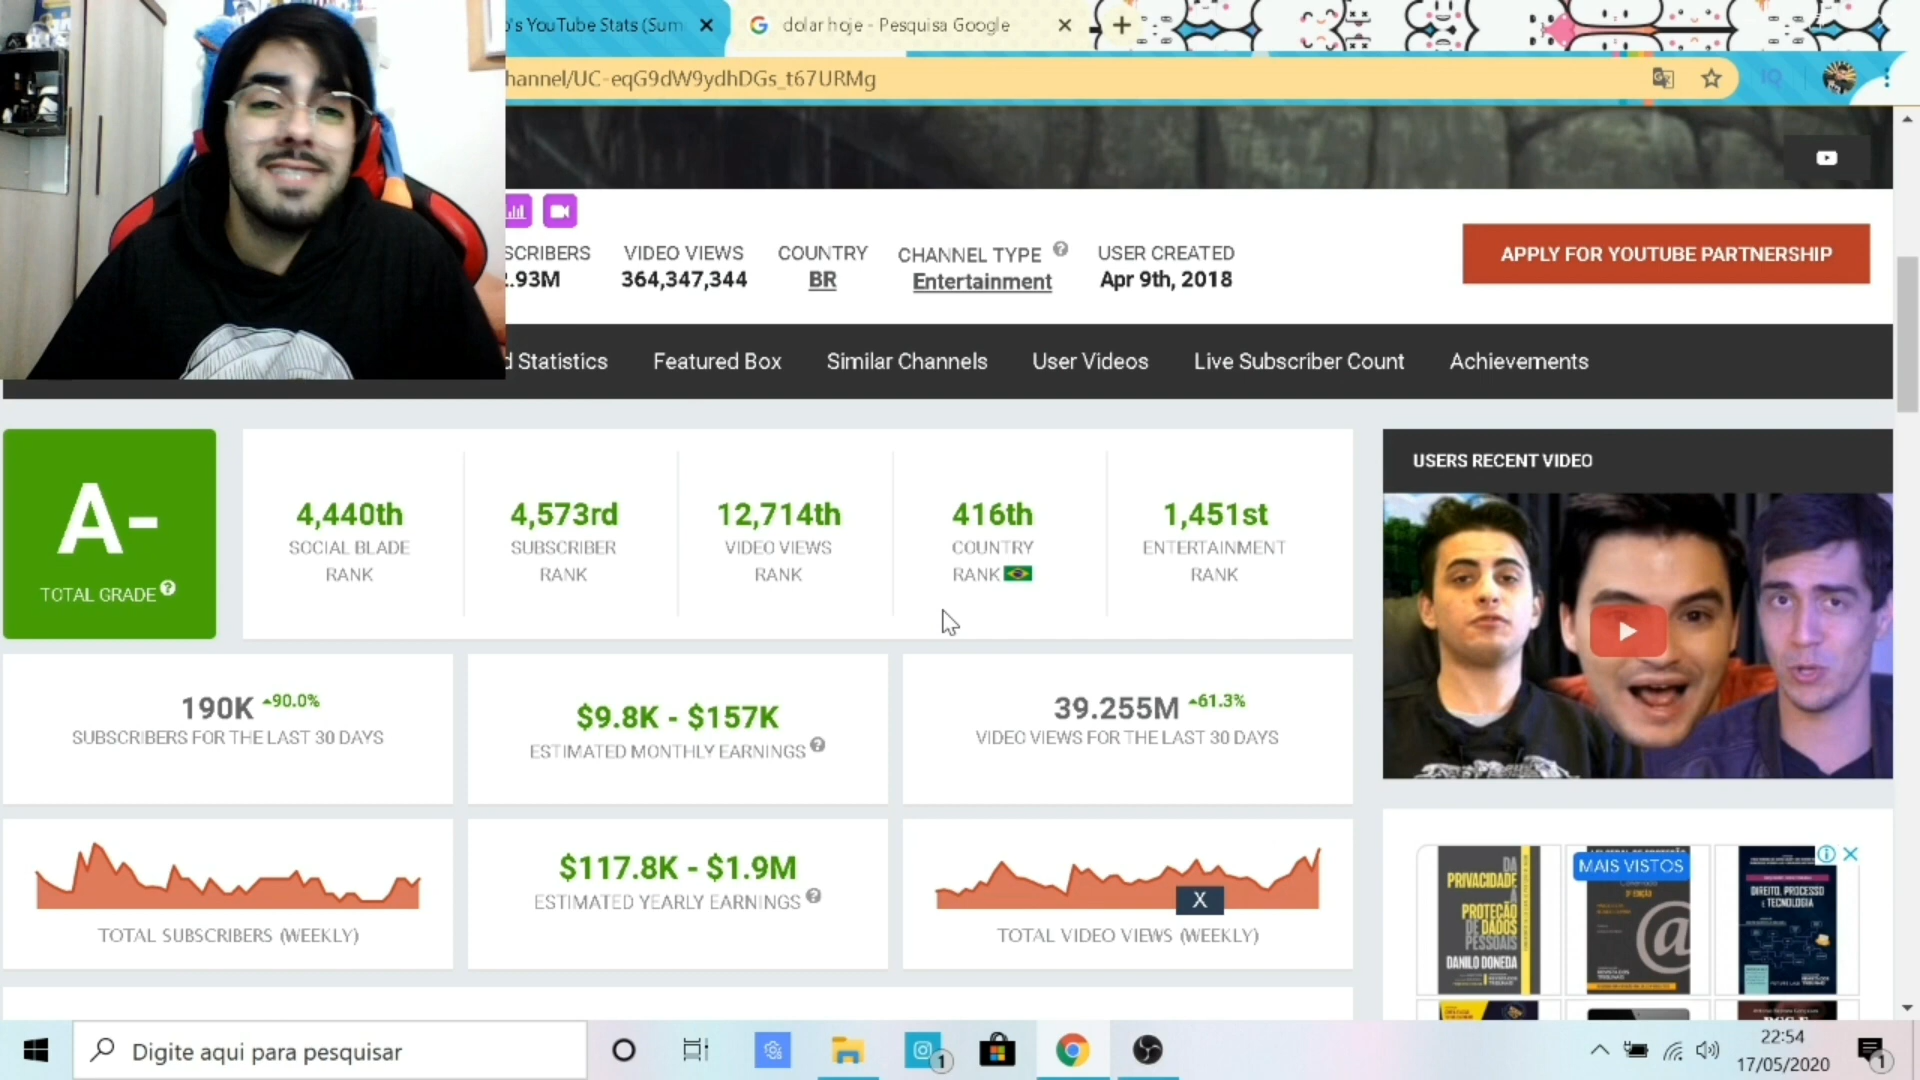 's YouTube Stats (Sum
dolar hoje - Pesquisa Google
hannel/UC-eqG9dW9ydhDGs_t67URMg
SCRIBERS
.93M
VIDEO VIEWS
364,347,344
COUNTRY
BR
CHANNEL TYPE
Entertainment
USER CREATED
Apr 9th, 2018
APPLY FOR YOUTUBE PARTNERSHIP
d Statistics
Featured Box
Similar Channels
User Videos
Live Subscriber Count
Achievements
A-
TOTAL GRADE
4,440th
SOCIAL BLADE
RANK
4,573rd
SUBSCRIBER
RANK
12,714th
VIDEO VIEWS
RANK
416th
COUNTRY
RANK
1,451st
ENTERTAINMENT
RANK
USERS RECENT VIDEO
190K 90.0%
SUBSCRIBERS FOR THE LAST 30 DAYS
$9.8K - $157K
ESTIMATED MONTHLY EARNINGS
39.255M 61.3%
VIDEO VIEWS FOR THE LAST 30 DAYS
TOTAL SUBSCRIBERS (WEEKLY)
$117.8K - $1.9M
ESTIMATED YEARLY EARNINGS
X
TOTAL VIDEO VIEWS (WEEKLY)
DA
PRIVACIDADE
PROTEÇÃO
DE DADOS
PESSOAIS
DANILO DONEDA
MAIS VISTOS
@
DIREITO, PROCESSO
E TECNOLOGIA
Digite aqui para pesquisar
1
22:54
17/05/2020
1